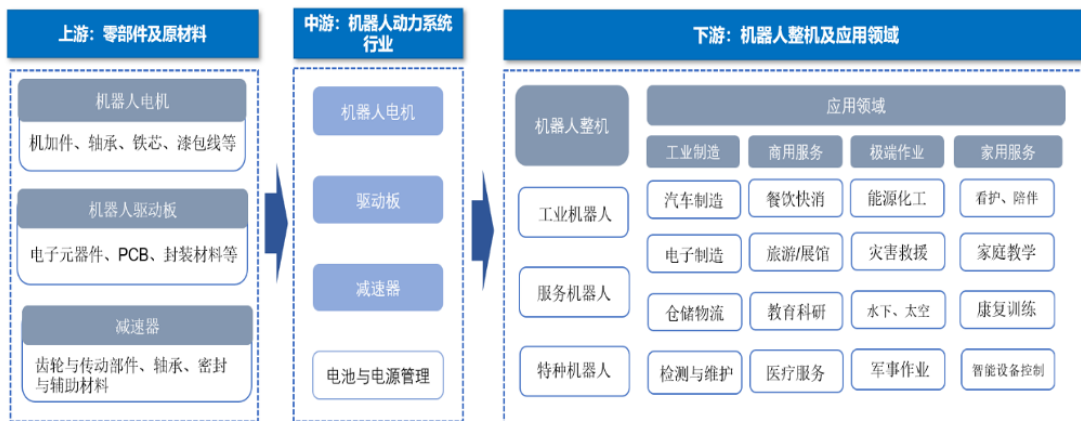 上游：零部件及原材料
机器人电机
机加件、轴承、铁芯、漆包线等
机器人驱动板
电子元器件、PCB、封装材料等
减速器
齿轮与传动部件、轴承、密封
与辅助材料
中游：机器人动力系统
行业
机器人电机
驱动板
减速器
电池与电源管理
下游：机器人整机及应用领域
机器人整机
工业机器人
服务机器人
特种机器人
应用领域
工业制造
商用服务
极端作业
家用服务
汽车制造
餐饮快消
能源化工
看护、陪伴
电子制造
旅游/展馆
灾害救援
家庭教学
仓储物流
教育科研
水下、太空
康复训练
检测与维护
医疗服务
军事作业
智能设备控制